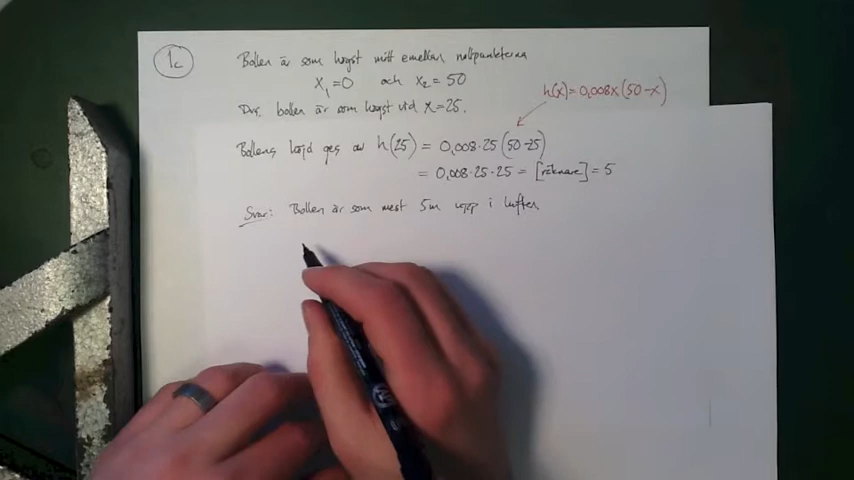 1c
Bollen är som högst mitt emellan nollpunkterna
x₁=0 och x₂=50
h(x)=0,008x(50-x)
Dvs. bollen är som högst vid x=25.
Bollens höjd ges av h(25) = 0,008·25(50-25)
= 0,008·25·25 = [räknare] = 5
Svar: Bollen är som mest 5m upp i luften